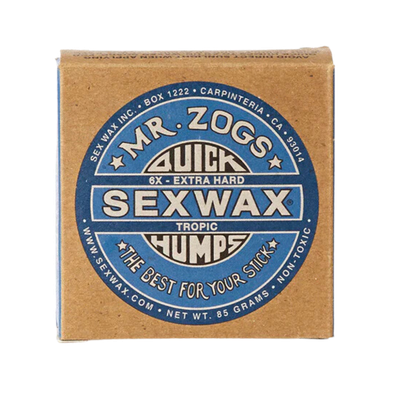 SEX WAX INC. • BOX 1222 • CARPINTERIA • CA • 93014
MR. ZOGS
QUICK
6X - EXTRA HARD
SEXWAX®
TROPIC
HUMPS
THE BEST FOR YOUR STICK
• WWW.SEXWAX.COM • NET WT. 85 GRAMS • NON-TOXIC •